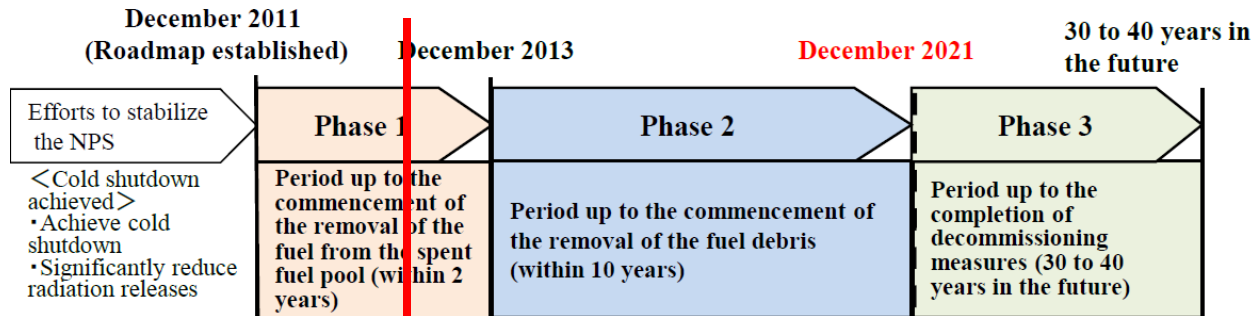 December 2011
(Roadmap established)
December 2013
December 2021
30 to 40 years in
the future
Efforts to stabilize
the NPS
Phase 1
Phase 2
Phase 3
<Cold shutdown
achieved>
・Achieve cold
shutdown
・Significantly reduce
radiation releases
Period up to the
commencement of
the removal of the
fuel from the spent
fuel pool (within 2
years)
Period up to the commencement of
the removal of the fuel debris
(within 10 years)
Period up to the
completion of
decommissioning
measures (30 to 40
years in the future)